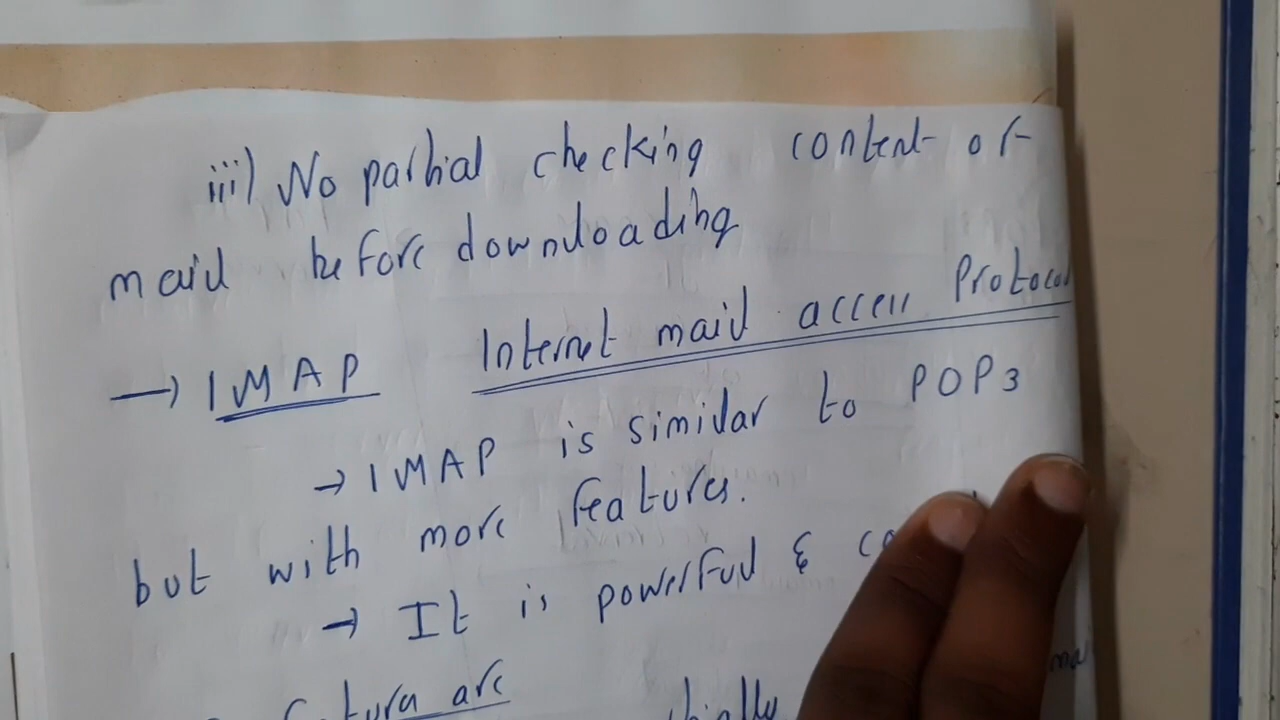 iii) No partial checking content of
mail before downloading
→ IMAP Internet mail access Protocol
→ IMAP is similar to POP3
but with more features.
→ It is powerful &
are